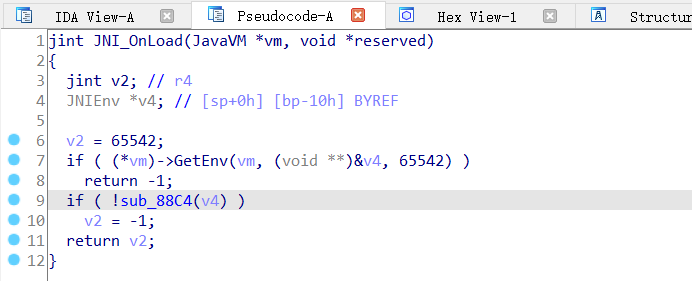 IDA View-A Pseudocode-A Hex View-1 Structur
1 jint JNI_OnLoad(JavaVM *vm, void *reserved)
2 {
3 jint v2; // r4
4 JNIEnv *v4; // [sp+0h] [bp-10h] BYREF
5
6 v2 = 65542;
7 if ( (*vm)->GetEnv(vm, (void **)&v4, 65542) )
8 return -1;
9 if ( !sub_88C4(v4) )
10 v2 = -1;
11 return v2;
12 }